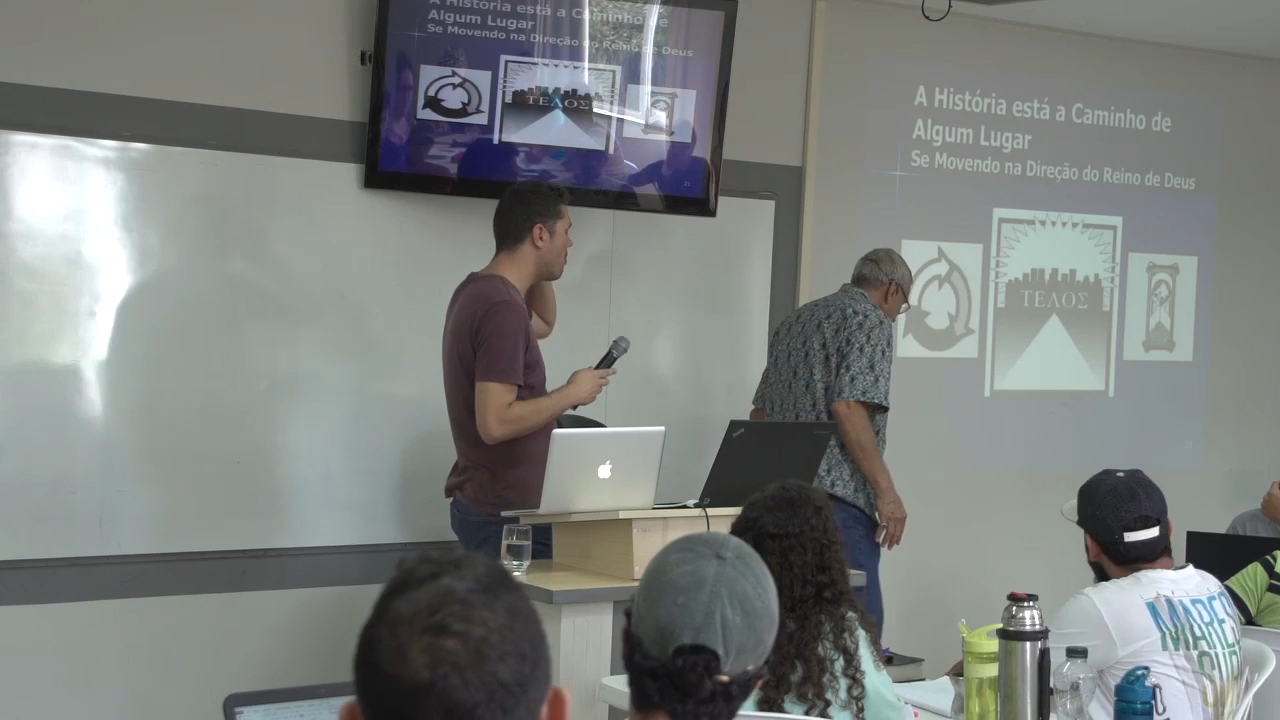 A História está a Caminho de
Algum Lugar
Se Movendo na Direção do Reino de Deus
ΤΕΛΟΣ
21
A História está a Caminho de
Algum Lugar
Se Movendo na Direção do Reino de Deus
ΤΕΛΟΣ